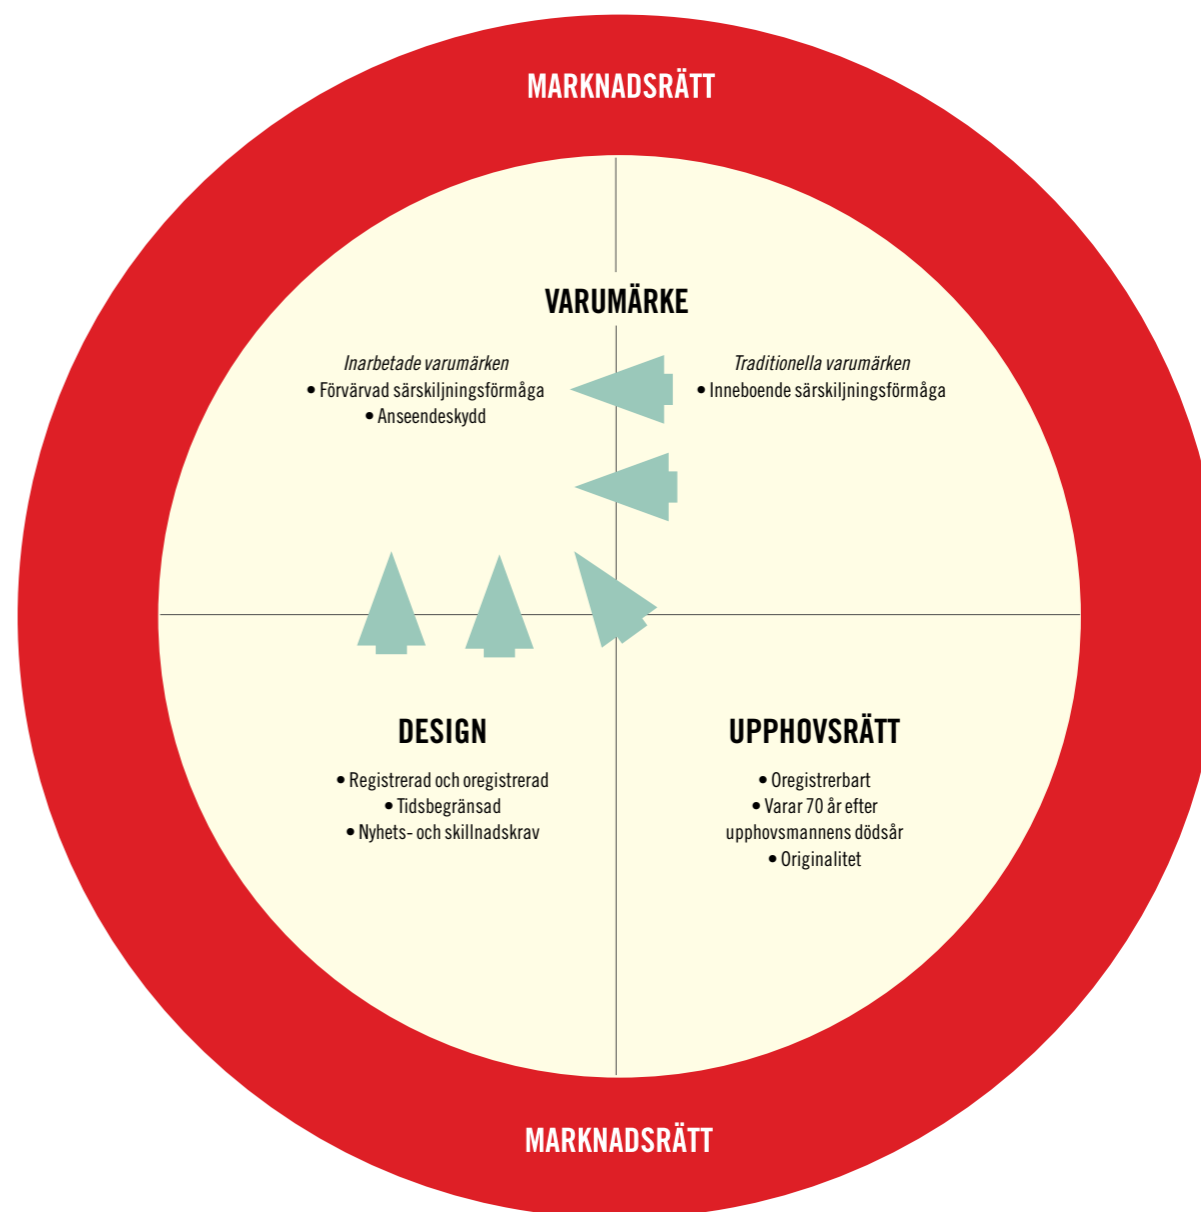 MARKNADSRÄTT
VARUMÄRKE
Inarbetade varumärken
• Förvärvad särskiljningsförmåga
• Anseendeskydd
Traditionella varumärken
• Inneboende särskiljningsförmåga
DESIGN
• Registrerad och oregistrerad
• Tidsbegränsad
• Nyhets- och skillnadskrav
UPPHOVSRÄTT
• Oregistrerbart
• Varar 70 år efter
upphovsmannens dödsår
• Originalitet
MARKNADSRÄTT